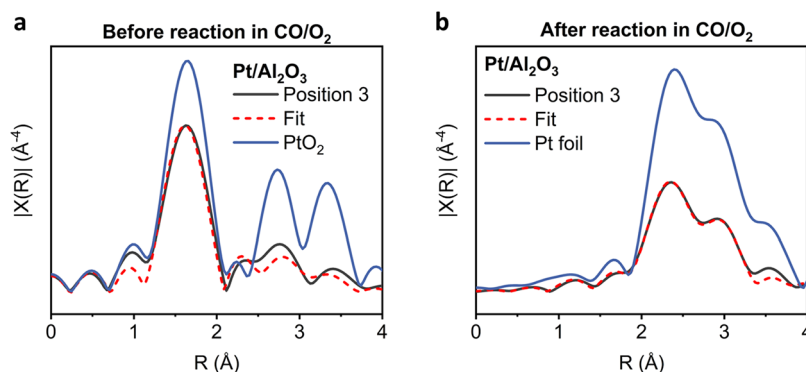 a
Before reaction in CO/O₂
|X(R)| (Å⁻⁴)
Pt/Al₂O₃
Position 3
Fit
PtO₂
0 1 2 3 4
R (Å)
b
After reaction in CO/O₂
|X(R)| (Å⁻⁴)
Pt/Al₂O₃
Position 3
Fit
Pt foil
0 1 2 3 4
R (Å)